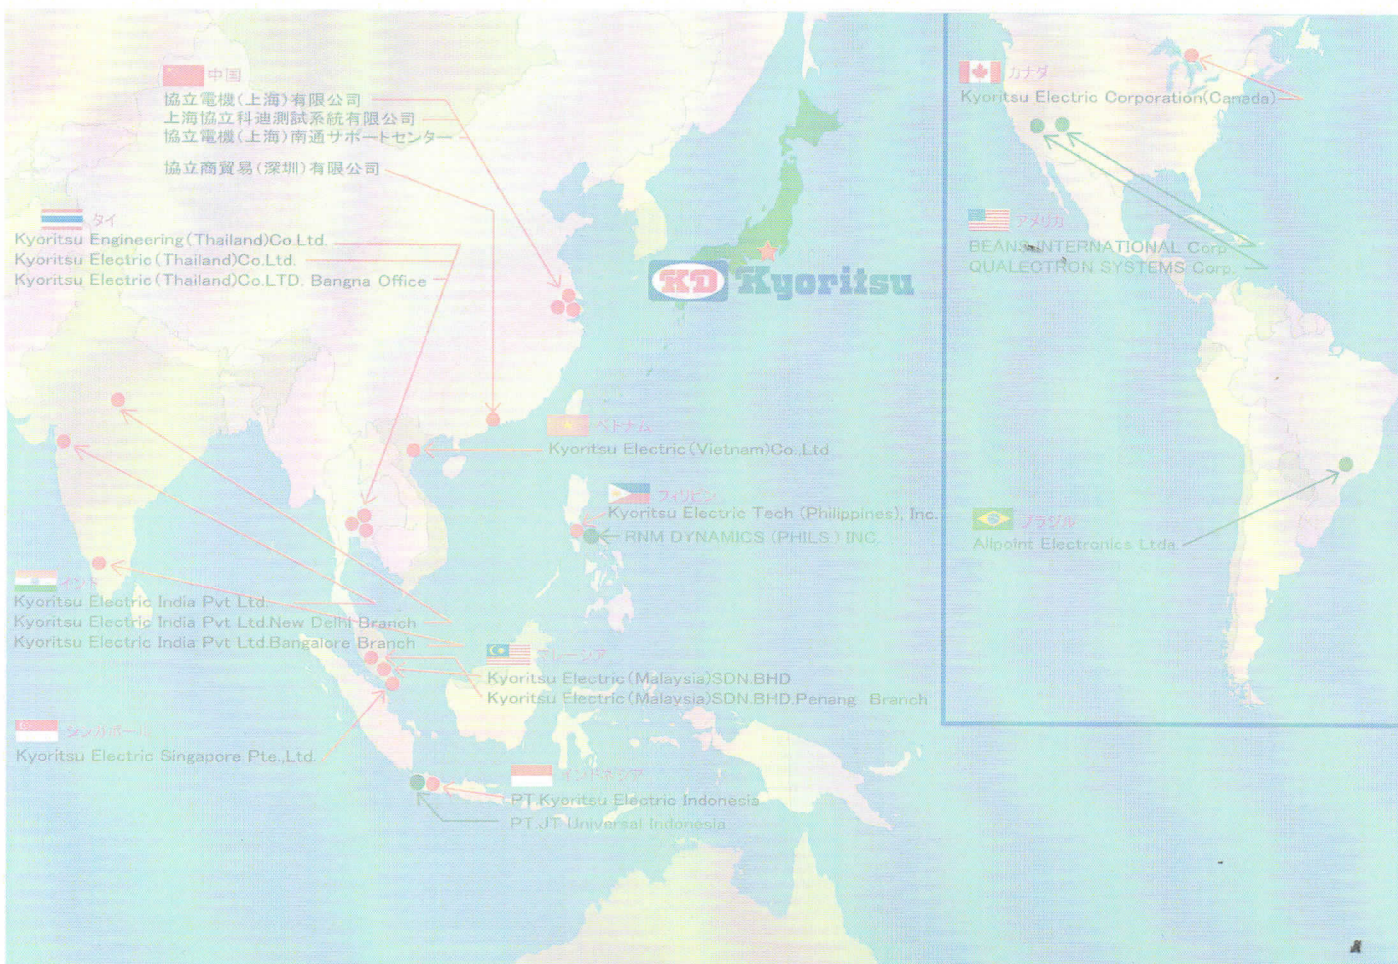 中国
協立電機(上海)有限公司
上海協立科迪測試系統有限公司
協立電機(上海)南通サポートセンター
協立商貿易(深圳)有限公司
タイ
Kyoritsu Engineering(Thailand)Co.Ltd.
Kyoritsu Electric(Thailand)Co.Ltd.
Kyoritsu Electric(Thailand)Co.LTD. Bangna Office
KD Kyoritsu
ベトナム
Kyoritsu Electric(Vietnam)Co.,Ltd
フィリピン
Kyoritsu Electric Tech (Philippines), Inc.
RNM DYNAMICS (PHILS.) INC.
インド
Kyoritsu Electric India Pvt Ltd.
Kyoritsu Electric India Pvt Ltd.New Delhi Branch
Kyoritsu Electric India Pvt Ltd.Bangalore Branch
マレーシア
Kyoritsu Electric(Malaysia)SDN.BHD
Kyoritsu Electric(Malaysia)SDN.BHD.Penang Branch
シンガポール
Kyoritsu Electric Singapore Pte.,Ltd.
インドネシア
PT.Kyoritsu Electric Indonesia
PT.JT Universal Indonesia
カナダ
Kyoritsu Electric Corporation(Canada)
アメリカ
BEANS INTERNATIONAL Corp
QUALECTRON SYSTEMS Corp.
ブラジル
Allpoint Electronics Ltda.